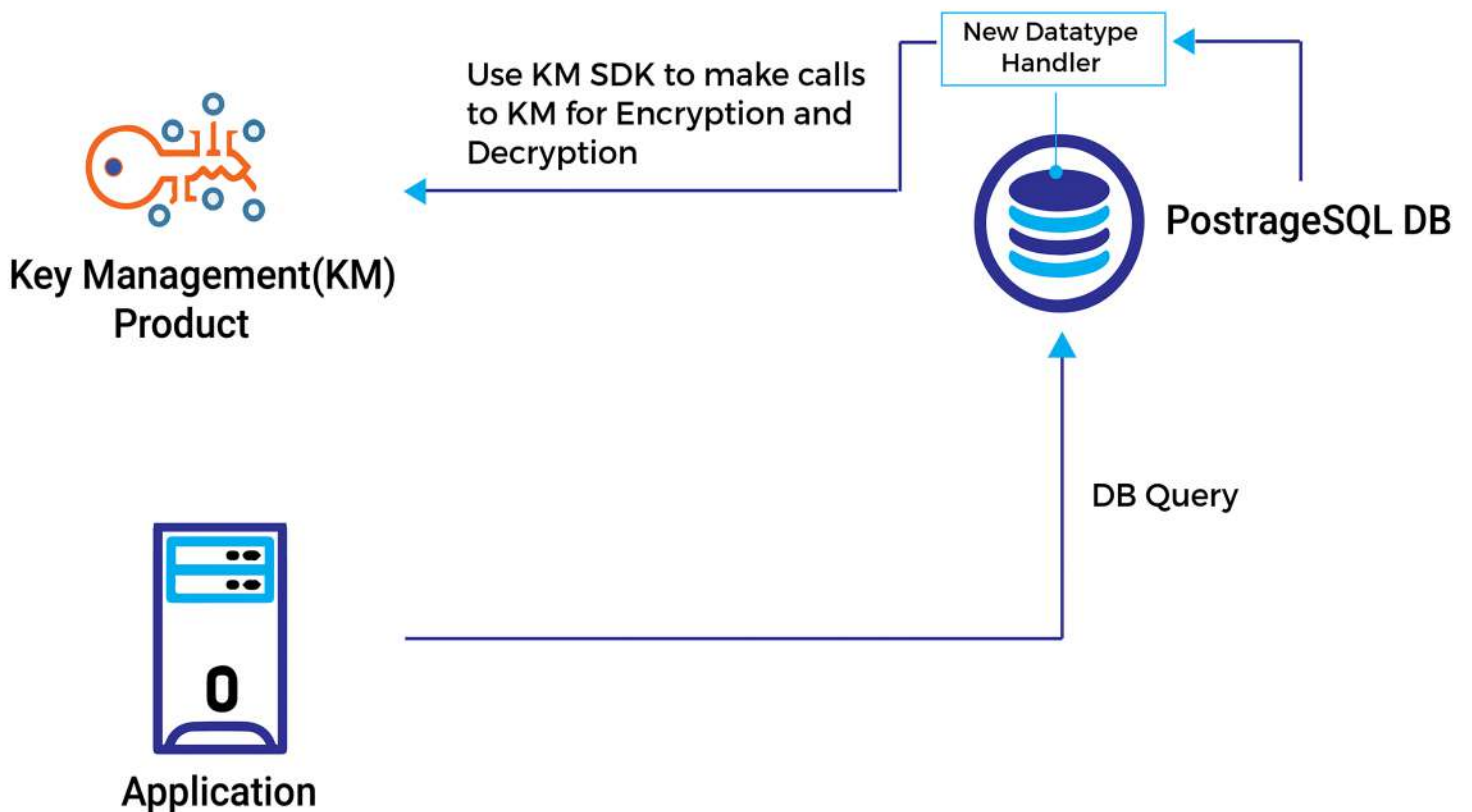 New Datatype
Handler
Use KM SDK to make calls
to KM for Encryption and
Decryption
PostrageSQL DB
Key Management(KM)
Product
DB Query
Application